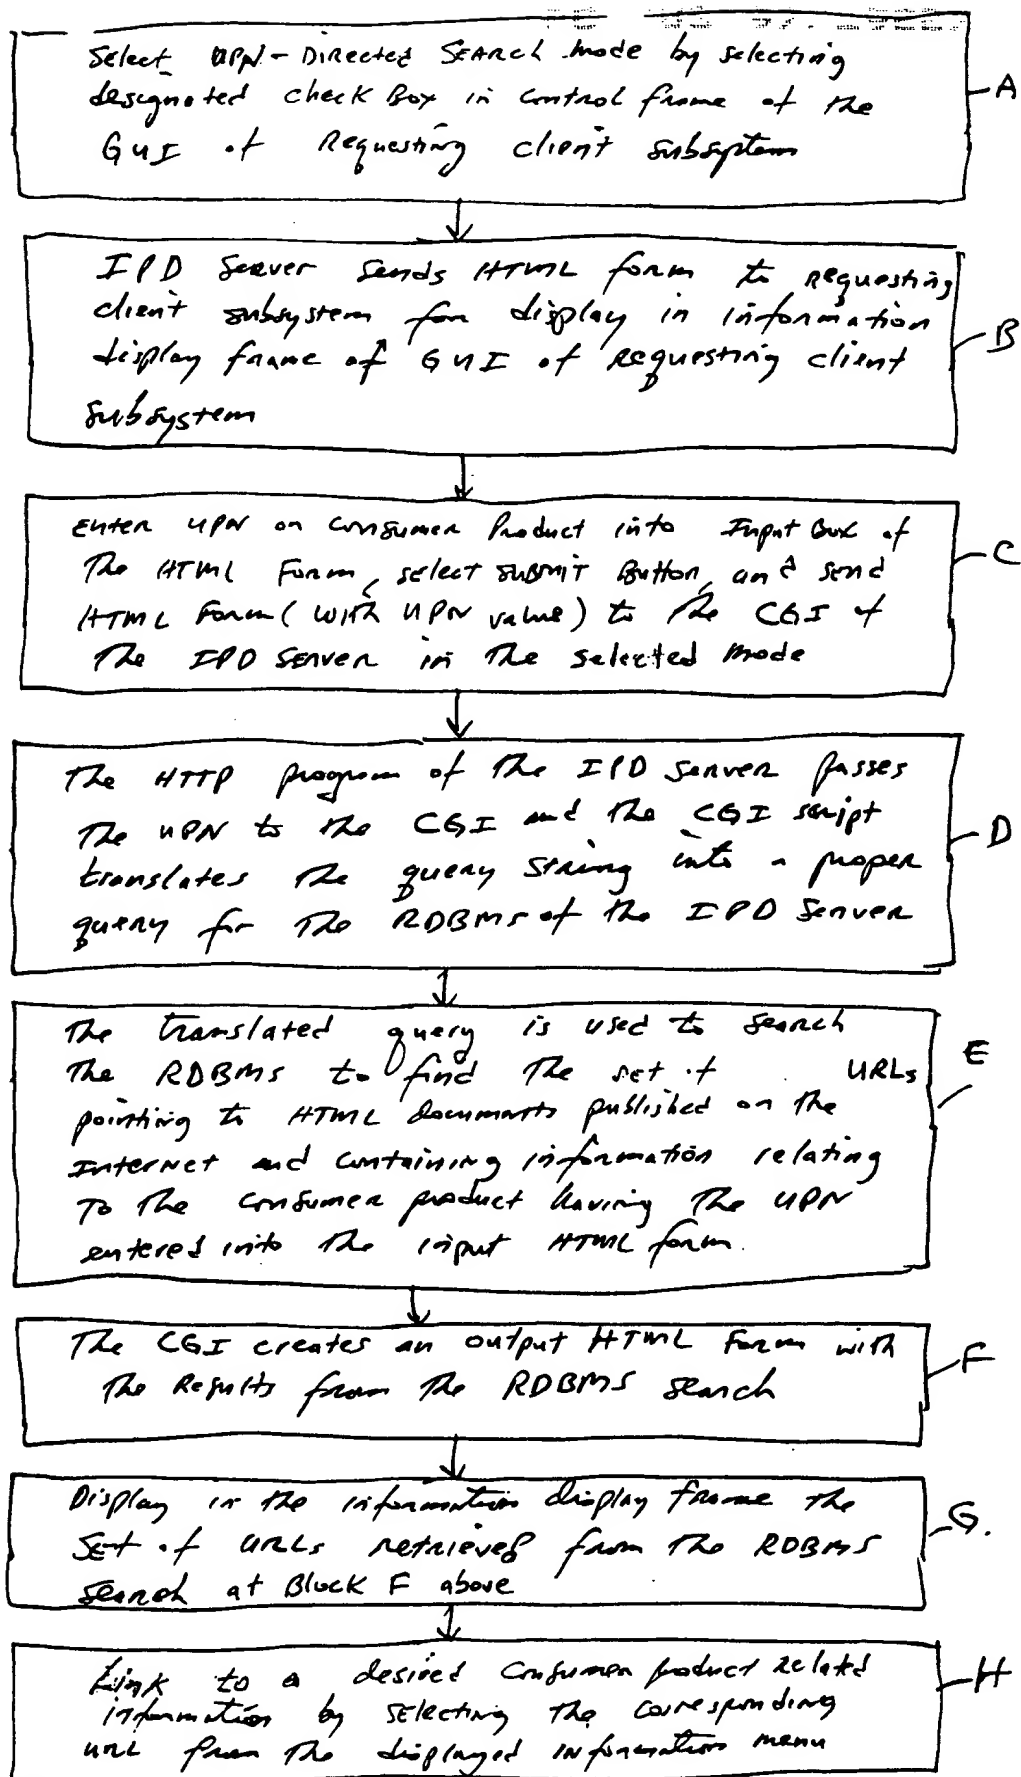 Select UPN-Directed Search mode by selecting
designated check Box in control frame of the
GUI of Requesting client subsystem
A
IPD Server sends HTML form to requesting
client subsystem for display in information
display frame of GUI of requesting client
subsystem
B
Enter UPN on Consumer Product into Input Box of
The HTML Form, select SUBMIT Button, and send
HTML Form (with UPN value) to the CGI of
The IPD Server in the selected mode
C
The HTTP program of the IPD Server passes
The UPN to the CGI and the CGI script
translates the query string into a proper
query for the RDBMS of the IPD Server
D
The translated query is used to search
The RDBMS to find the set of URLs
pointing to HTML documents published on the
Internet and containing information relating
To the consumer product having The UPN
entered into the input HTML form.
E
The CGI creates an output HTML Form with
The Results from the RDBMS search
F
Display in the information display frame the
Set of URLs retrieved from the RDBMS
search at Block F above
G.
Link to a desired consumer product related
information by selecting the corresponding
URL from the displayed information menu
H